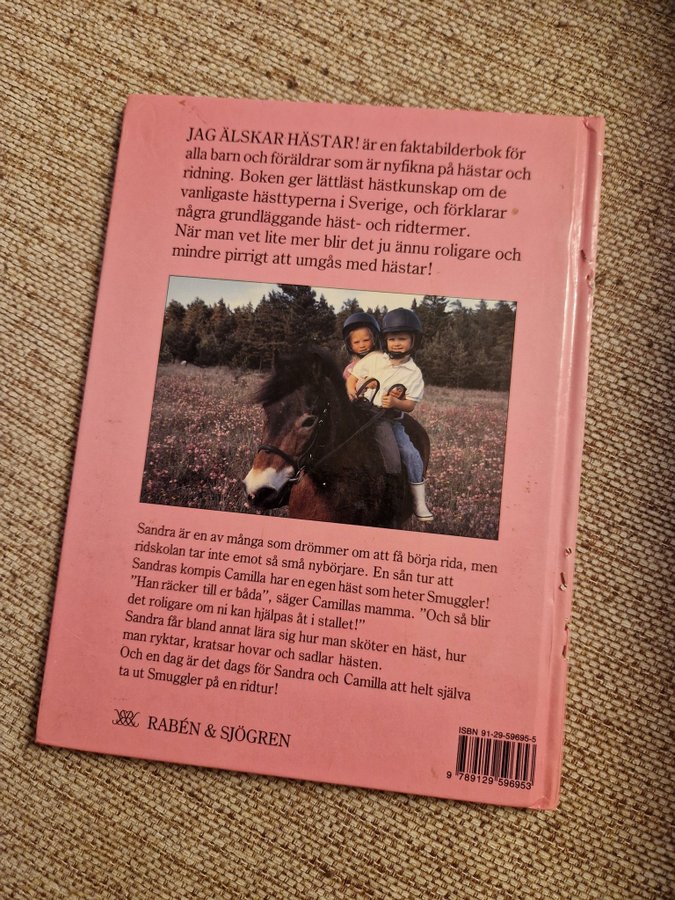 JAG ÄLSKAR HÄSTAR! är en faktabilderbok för
alla barn och föräldrar som är nyfikna på hästar och
ridning. Boken ger lättläst hästkunskap om de
vanligaste hästtyperna i Sverige, och förklarar
några grundläggande häst- och ridtermer.
När man vet lite mer blir det ju ännu roligare och
mindre pirrigt att umgås med hästar!
Sandra är en av många som drömmer om att få börja rida, men
ridskolan tar inte emot så små nybörjare. En sån tur att
Sandras kompis Camilla har en egen häst som heter Smuggler!
"Han räcker till er båda", säger Camillas mamma. "Och så blir
det roligare om ni kan hjälpas åt i stallet!"
Sandra får bland annat lära sig hur man sköter en häst, hur
man ryktar, kratsar hovar och sadlar hästen.
Och en dag är det dags för Sandra och Camilla att helt själva
ta ut Smuggler på en ridtur!
RABÉN & SJÖGREN
ISBN 91-29-59695-5
9 789129 596953